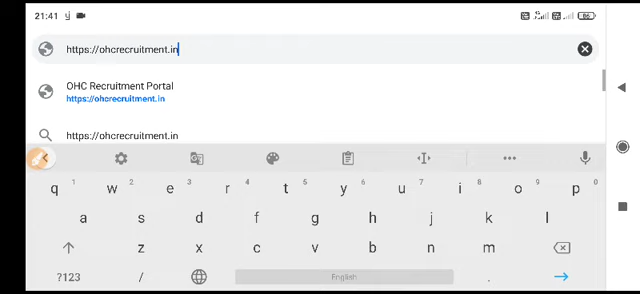 21:41
86
https://ohcrecruitment.in
OHC Recruitment Portal
https://ohcrecruitment.in
https://ohcrecruitment.in
q 1 w 2 e 3 r 4 t 5 y 6 u 7 i 8 o 9 p 0
a s d f g h j k l
z x c v b n m
?123 / English .